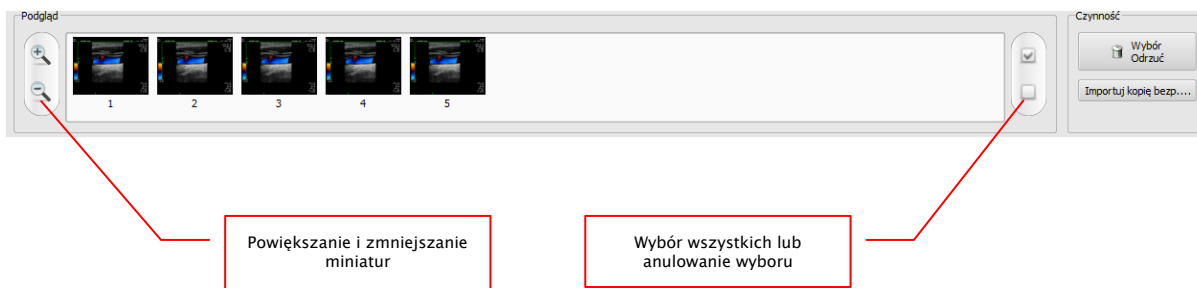 Podgląd
Czynność
Wybór
Odrzuć
1 2 3 4 5
Importuj kopię bezp....
Powiększanie i zmniejszanie
miniatur
Wybór wszystkich lub
anulowanie wyboru